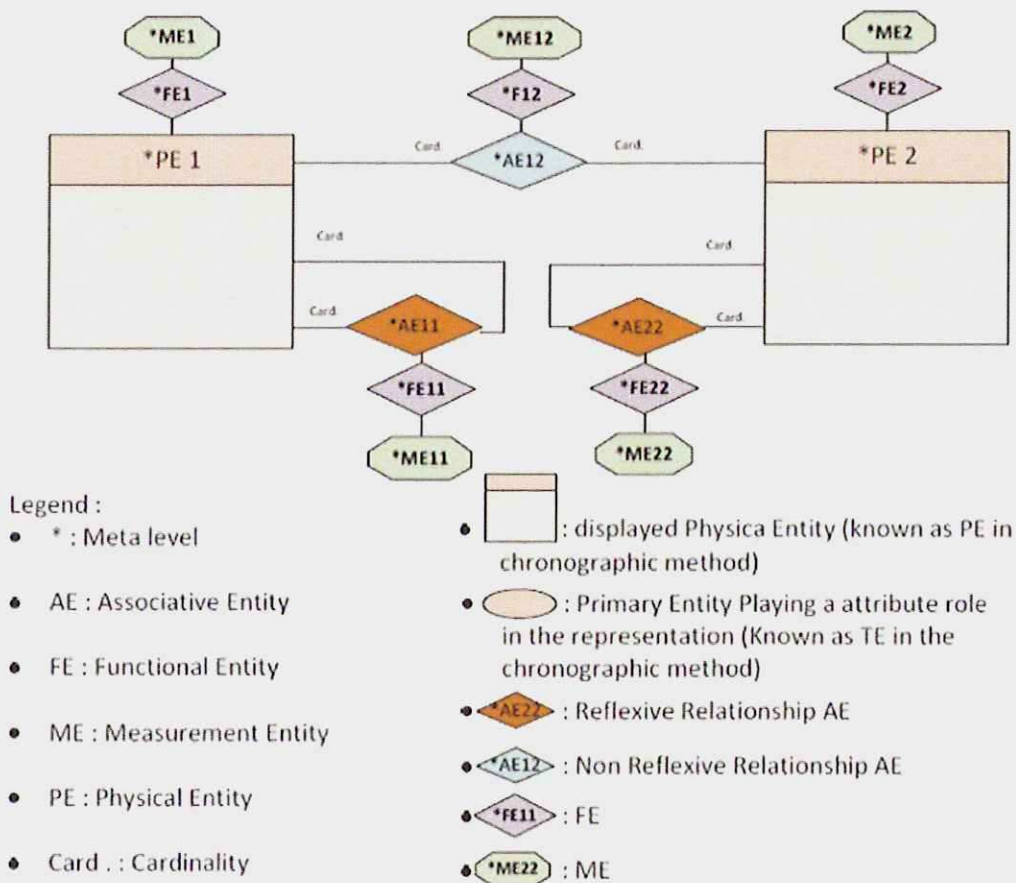 *ME1
*ME12
*ME2
*FE1
*F12
*FE2
*PE 1
Card.
*AE12
Card.
*PE 2
Card
Card.
Card.
*AE11
*AE22
Card.
*FE11
*FE22
*ME11
*ME22
Legend :
• * : Meta level
• AE : Associative Entity
• FE : Functional Entity
• ME : Measurement Entity
• PE : Physical Entity
• Card . : Cardinality
• : displayed Physica Entity (known as PE in
chronographic method)
• : Primary Entity Playing a attribute role
in the representation (Known as TE in the
chronographic method)
• *AE22 : Reflexive Relationship AE
• *AE12 : Non Reflexive Relationship AE
• *FE11 : FE
• *ME22 : ME